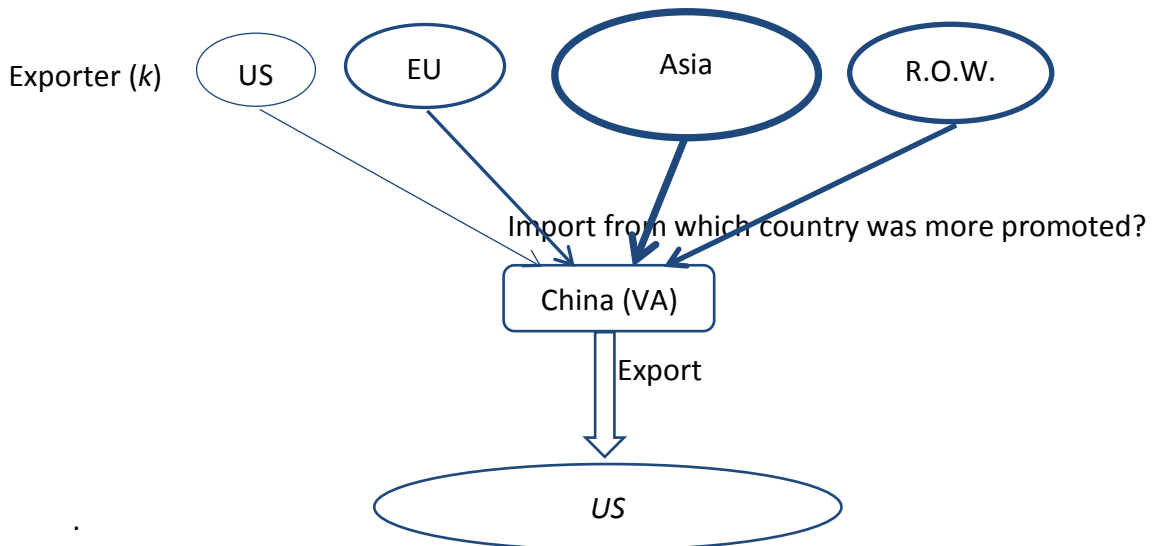 Exporter (k) US EU Asia R.O.W.
Import from which country was more promoted?
China (VA)
Export
US
.